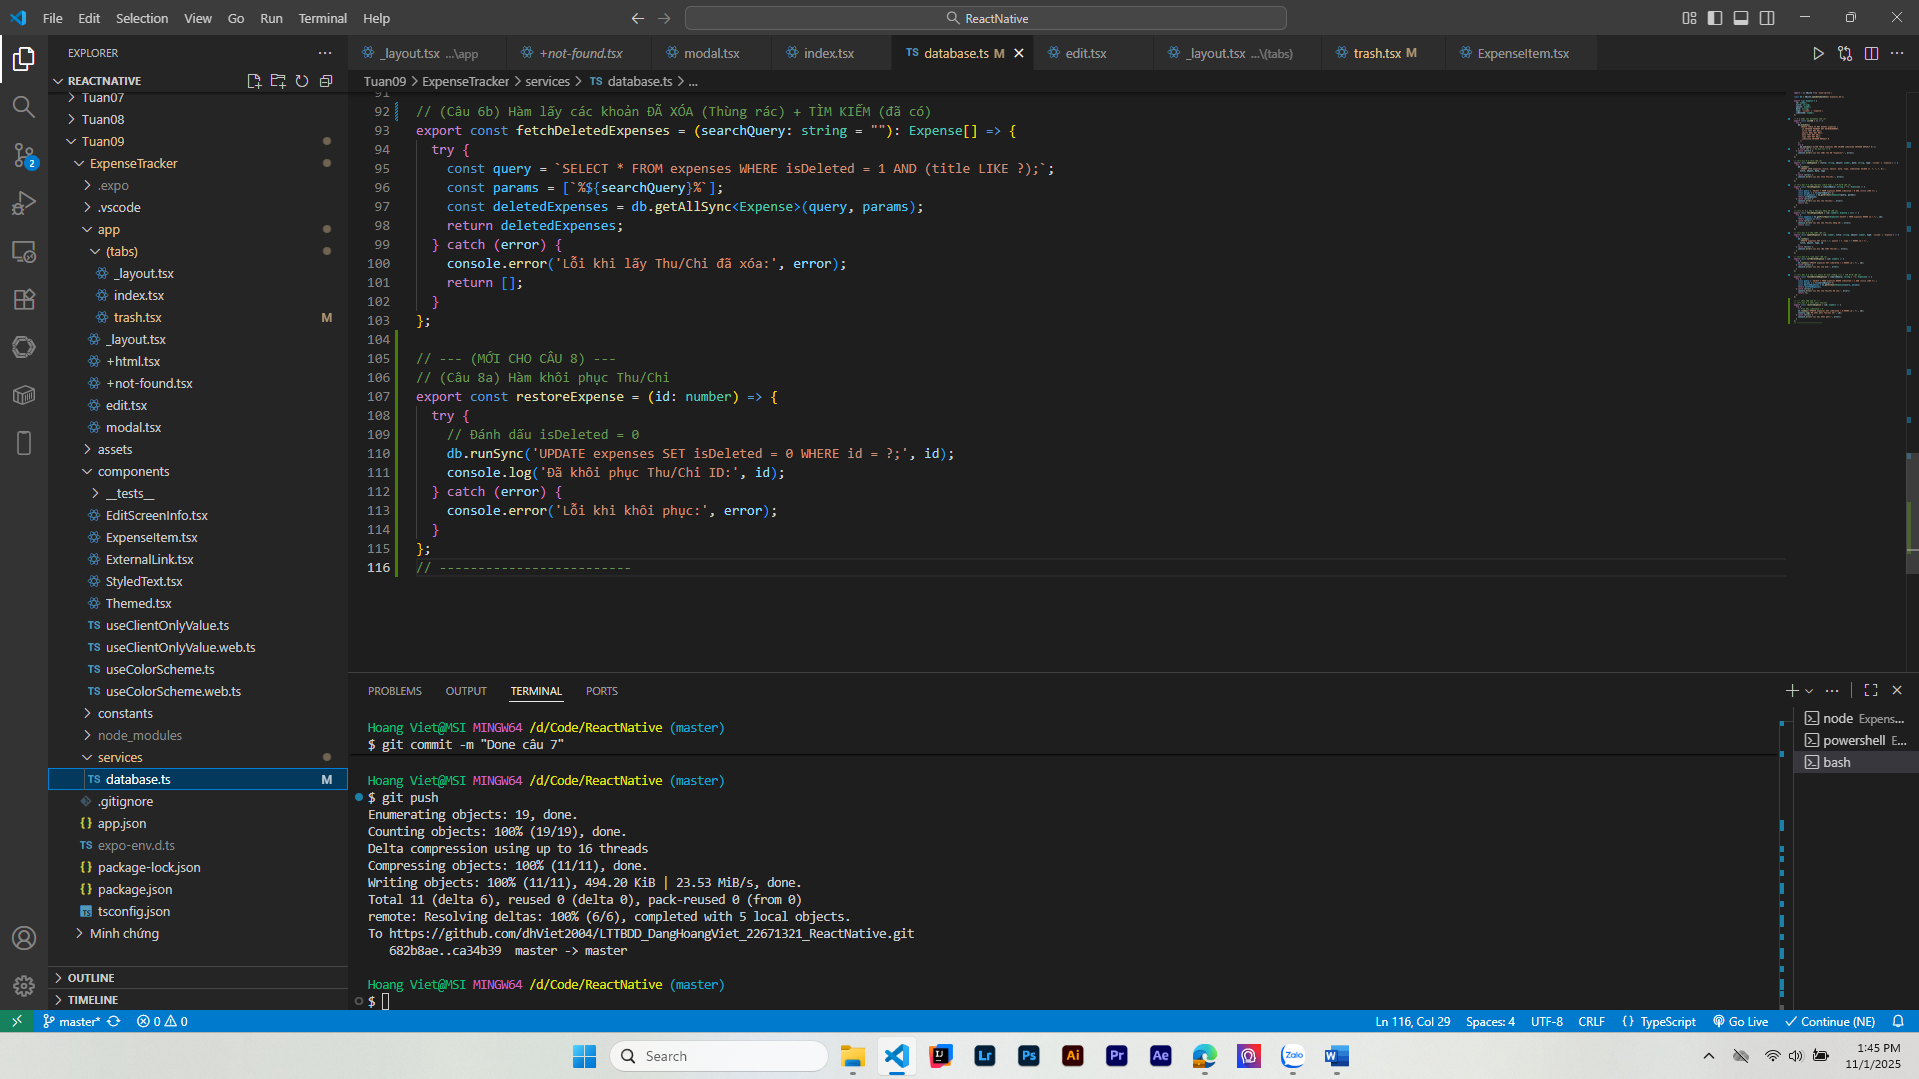 File Edit Selection View Go Run Terminal Help
ReactNative
EXPLORER
REACTNATIVE
Tuan07
Tuan08
Tuan09
ExpenseTracker
.expo
.vscode
app
(tabs)
_layout.tsx
index.tsx
trash.tsx M
_layout.tsx
+html.tsx
+not-found.tsx
edit.tsx
modal.tsx
assets
components
__tests__
EditScreenInfo.tsx
ExpenseItem.tsx
ExternalLink.tsx
StyledText.tsx
Themed.tsx
TS useClientOnlyValue.ts
TS useClientOnlyValue.web.ts
TS useColorScheme.ts
TS useColorScheme.web.ts
constants
node_modules
services
TS database.ts M
.gitignore
{} app.json
TS expo-env.d.ts
{} package-lock.json
{} package.json
tsconfig.json
Minh chứng
OUTLINE
TIMELINE
2
_layout.tsx ...\app
+not-found.tsx
modal.tsx
index.tsx
TS database.ts M
edit.tsx
_layout.tsx ...\(tabs)
trash.tsx M
ExpenseItem.tsx
Tuan09 > ExpenseTracker > services > TS database.ts > ...
91
92 // (Câu 6b) Hàm lấy các khoản ĐÃ XÓA (Thùng rác) + TÌM KIẾM (đã có)
93 export const fetchDeletedExpenses = (searchQuery: string = ""): Expense[] => {
94 try {
95 const query = `SELECT * FROM expenses WHERE isDeleted = 1 AND (title LIKE ?);`;
96 const params = [`%${searchQuery}%`];
97 const deletedExpenses = db.getAllSync<Expense>(query, params);
98 return deletedExpenses;
99 } catch (error) {
100 console.error('Lỗi khi lấy Thu/Chi đã xóa:', error);
101 return [];
102 }
103 };
104
105 // --- (MỚI CHO CÂU 8) ---
106 // (Câu 8a) Hàm khôi phục Thu/Chi
107 export const restoreExpense = (id: number) => {
108 try {
109 // Đánh dấu isDeleted = 0
110 db.runSync('UPDATE expenses SET isDeleted = 0 WHERE id = ?;', id);
111 console.log('Đã khôi phục Thu/Chi ID:', id);
112 } catch (error) {
113 console.error('Lỗi khi khôi phục:', error);
114 }
115 };
116 // -------------------------
PROBLEMS OUTPUT TERMINAL PORTS
Hoang Viet@MSI MINGW64 /d/Code/ReactNative (master)
$ git commit -m "Done câu 7"
Hoang Viet@MSI MINGW64 /d/Code/ReactNative (master)
$ git push
Enumerating objects: 19, done.
Counting objects: 100% (19/19), done.
Delta compression using up to 16 threads
Compressing objects: 100% (11/11), done.
Writing objects: 100% (11/11), 494.20 KiB | 23.53 MiB/s, done.
Total 11 (delta 6), reused 0 (delta 0), pack-reused 0 (from 0)
remote: Resolving deltas: 100% (6/6), completed with 5 local objects.
To https://github.com/dhViet2004/LTTBDD_DangHoangViet_22671321_ReactNative.git
682b8ae..ca34b39 master -> master
Hoang Viet@MSI MINGW64 /d/Code/ReactNative (master)
$
node Expens...
powershell E...
bash
master* 0 0
Ln 116, Col 29 Spaces: 4 UTF-8 CRLF {} TypeScript Go Live Continue (NE)
Search
IJ Lr Ps Ai Pr Ae Zalo W
1:45 PM
11/1/2025